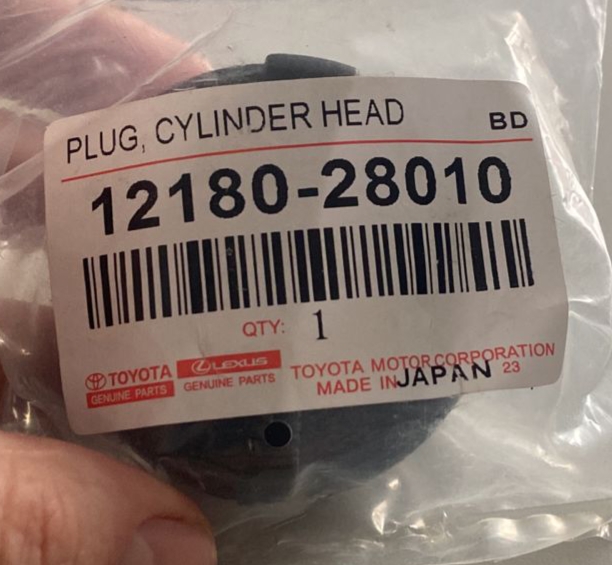 PLUG, CYLINDER HEAD BD
12180-28010
QTY: 1
TOYOTA LEXUS TOYOTA MOTOR CORPORATION
GENUINE PARTS GENUINE PARTS MADE IN JAPAN 23